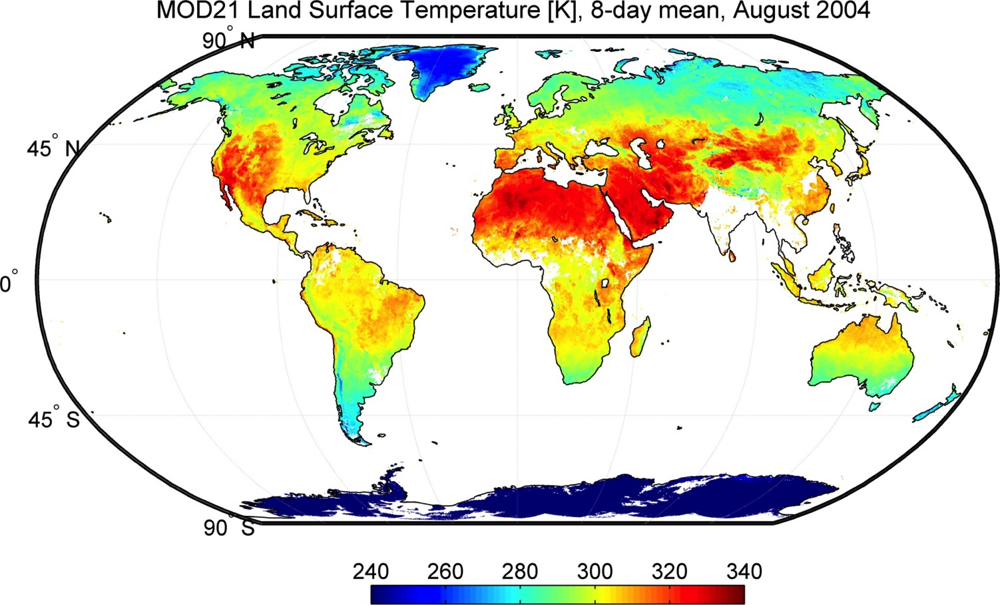 MOD21 Land Surface Temperature [K], 8-day mean, August 2004
90° N
45° N
0°
45° S
90° S
240 260 280 300 320 340